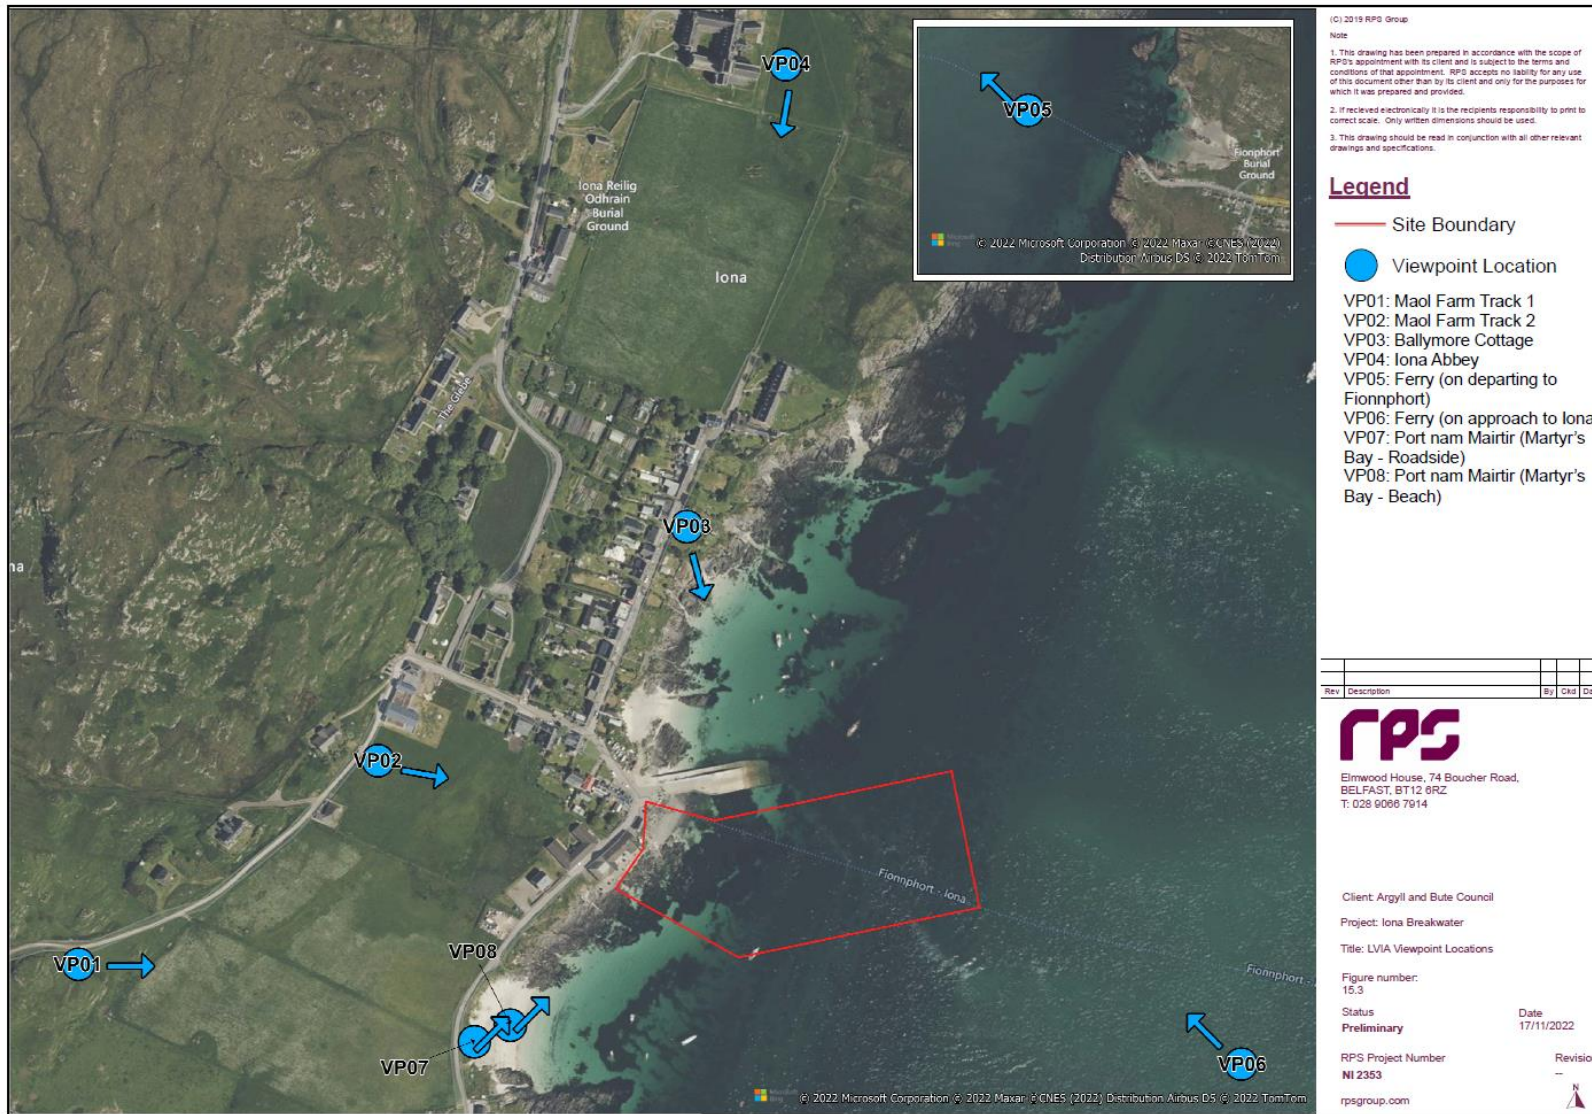 VP04
VP05
Fionphort
Burial
Ground
© 2022 Microsoft Corporation © 2022 Maxar ©CNES (2022)
Distribution Airbus DS © 2022 TomTom
Iona Reilig
Odhrain
Burial
Ground
Iona
The Glebe
VP03
na
VP02
Fionnphort - Iona
VP01
VP08
VP07
Fionnphort -
VP06
© 2022 Microsoft Corporation © 2022 Maxar ©CNES (2022) Distribution Airbus DS © 2022 TomTom
(C) 2019 RPS Group
Note
1. This drawing has been prepared in accordance with the scope of
RPS's appointment with its client and is subject to the terms and
conditions of that appointment. RPS accepts no liability for any use
of this document other than by its client and only for the purposes for
which it was prepared and provided.
2. If recieved electronically it is the recipients responsibility to print to
correct scale. Only written dimensions should be used.
3. This drawing should be read in conjunction with all other relevant
drawings and specifications.
Legend
Site Boundary
Viewpoint Location
VP01: Maol Farm Track 1
VP02: Maol Farm Track 2
VP03: Ballymore Cottage
VP04: Iona Abbey
VP05: Ferry (on departing to
Fionnphort)
VP06: Ferry (on approach to Iona
VP07: Port nam Mairtir (Martyr's
Bay - Roadside)
VP08: Port nam Mairtir (Martyr's
Bay - Beach)
Rev Description By Ckd Da
rps
Elmwood House, 74 Boucher Road,
BELFAST, BT12 6RZ
T: 028 9066 7914
Client: Argyll and Bute Council
Project: Iona Breakwater
Title: LVIA Viewpoint Locations
Figure number:
15.3
Status Date
Preliminary 17/11/2022
RPS Project Number Revisio
NI 2353 --
rpsgroup.com N